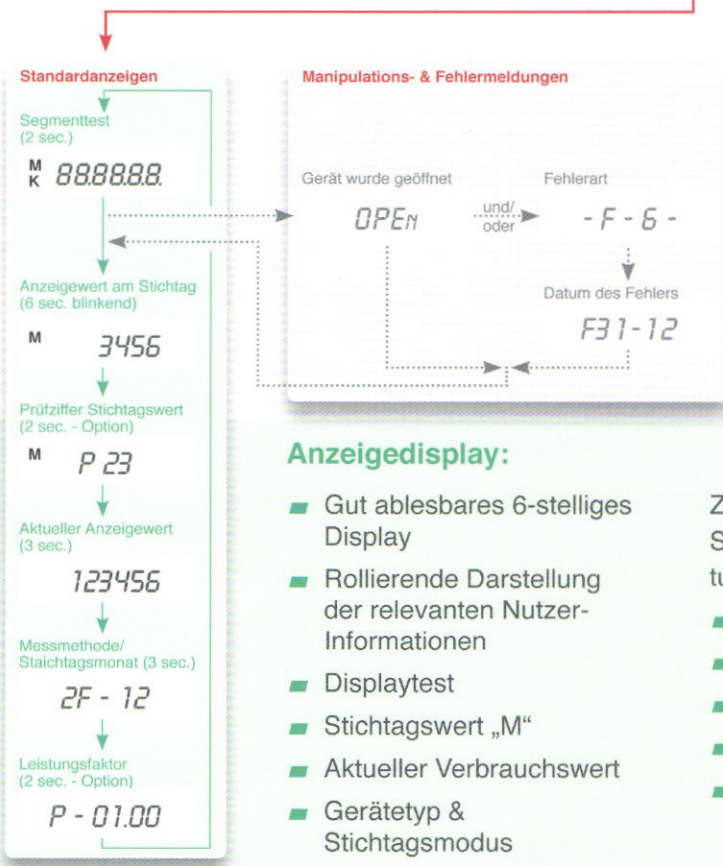 Standardanzeigen
Segmenttest
(2 sec.)
M
K
888888.
Anzeigewert am Stichtag
(6 sec. blinkend)
M
3456
Prüfziffer Stichtagswert
(2 sec. - Option)
M
P 23
Aktueller Anzeigewert
(3 sec.)
123456
Messmethode/
Staichtagsmonat (3 sec.)
2F - 12
Leistungsfaktor
(2 sec. - Option)
P - 01.00
Manipulations- & Fehlermeldungen
Gerät wurde geöffnet
OPEn
und/
oder
Fehlerart
- F - 6 -
Datum des Fehlers
F31-12
Anzeigedisplay:
Gut ablesbares 6-stelliges
Display
Rollierende Darstellung
der relevanten Nutzer-
Informationen
Displaytest
Stichtagswert „M“
Aktueller Verbrauchswert
Gerätetyp &
Stichtagsmodus